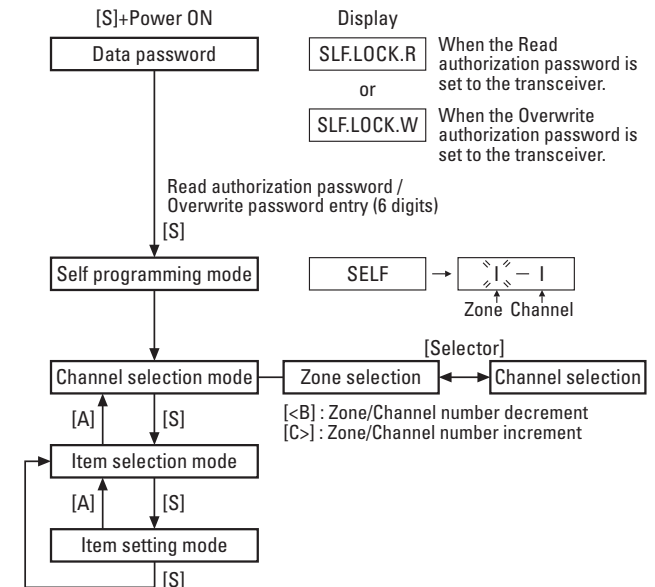 [S]+Power ON
Display
Data password
SLF.LOCK.R
When the Read
authorization password is
set to the transceiver.
or
SLF.LOCK.W
When the Overwrite
authorization password is
set to the transceiver.
Read authorization password /
Overwrite password entry (6 digits)
[S]
Self programming mode
SELF
I – I
Zone Channel
[Selector]
Channel selection mode
Zone selection
Channel selection
[A]
[S]
[<B] : Zone/Channel number decrement
[C>] : Zone/Channel number increment
Item selection mode
[A]
[S]
Item setting mode
[S]